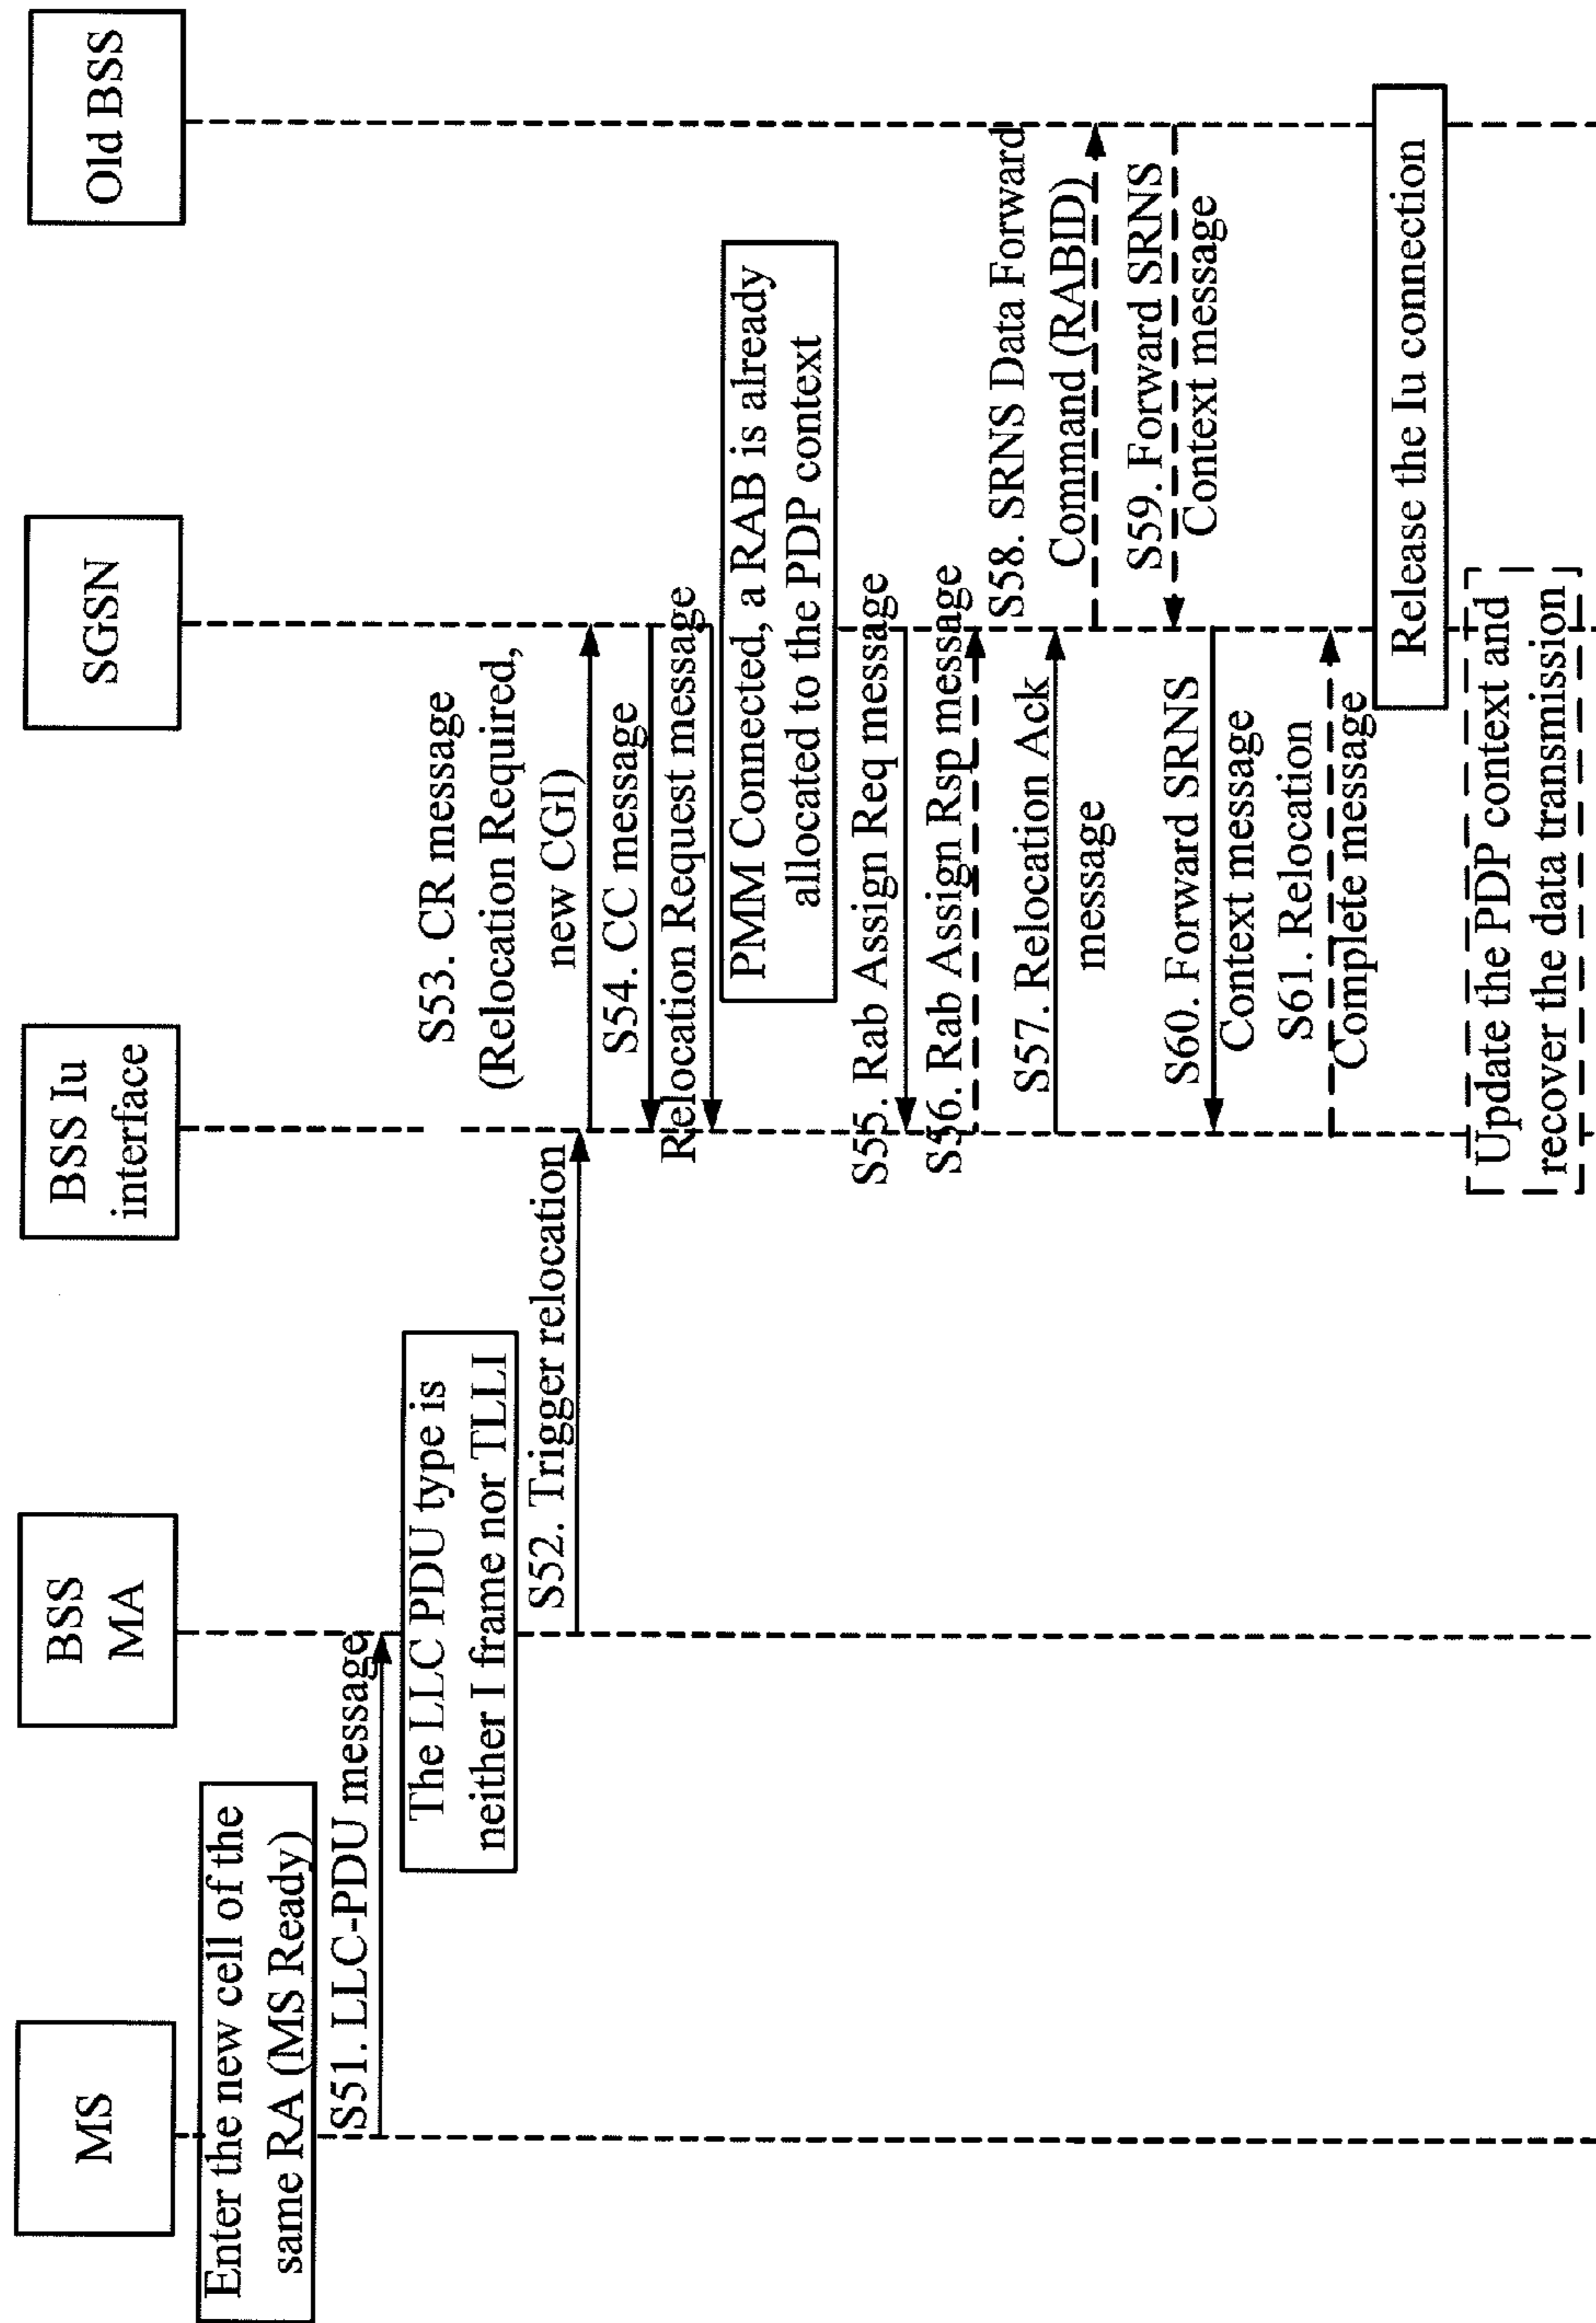 MS
BSS
MA
BSS Iu
interface
SGSN
Old BSS
Enter the new cell of the
same RA (MS Ready)
S51. LLC-PDU message
The LLC PDU type is
neither I frame nor TLLI
S52. Trigger relocation
S53. CR message
(Relocation Required,
new CGI)
S54. CC message
Relocation Request message
PMM Connected, a RAB is already
allocated to the PDP context
S55. Rab Assign Req message
S56. Rab Assign Rsp message
S57. Relocation Ack
message
S58. SRNS Data Forward
Command (RABID)
S59. Forward SRNS
Context message
S60. Forward SRNS
Context message
S61. Relocation
Complete message
Release the Iu connection
Update the PDP context and
recover the data transmission